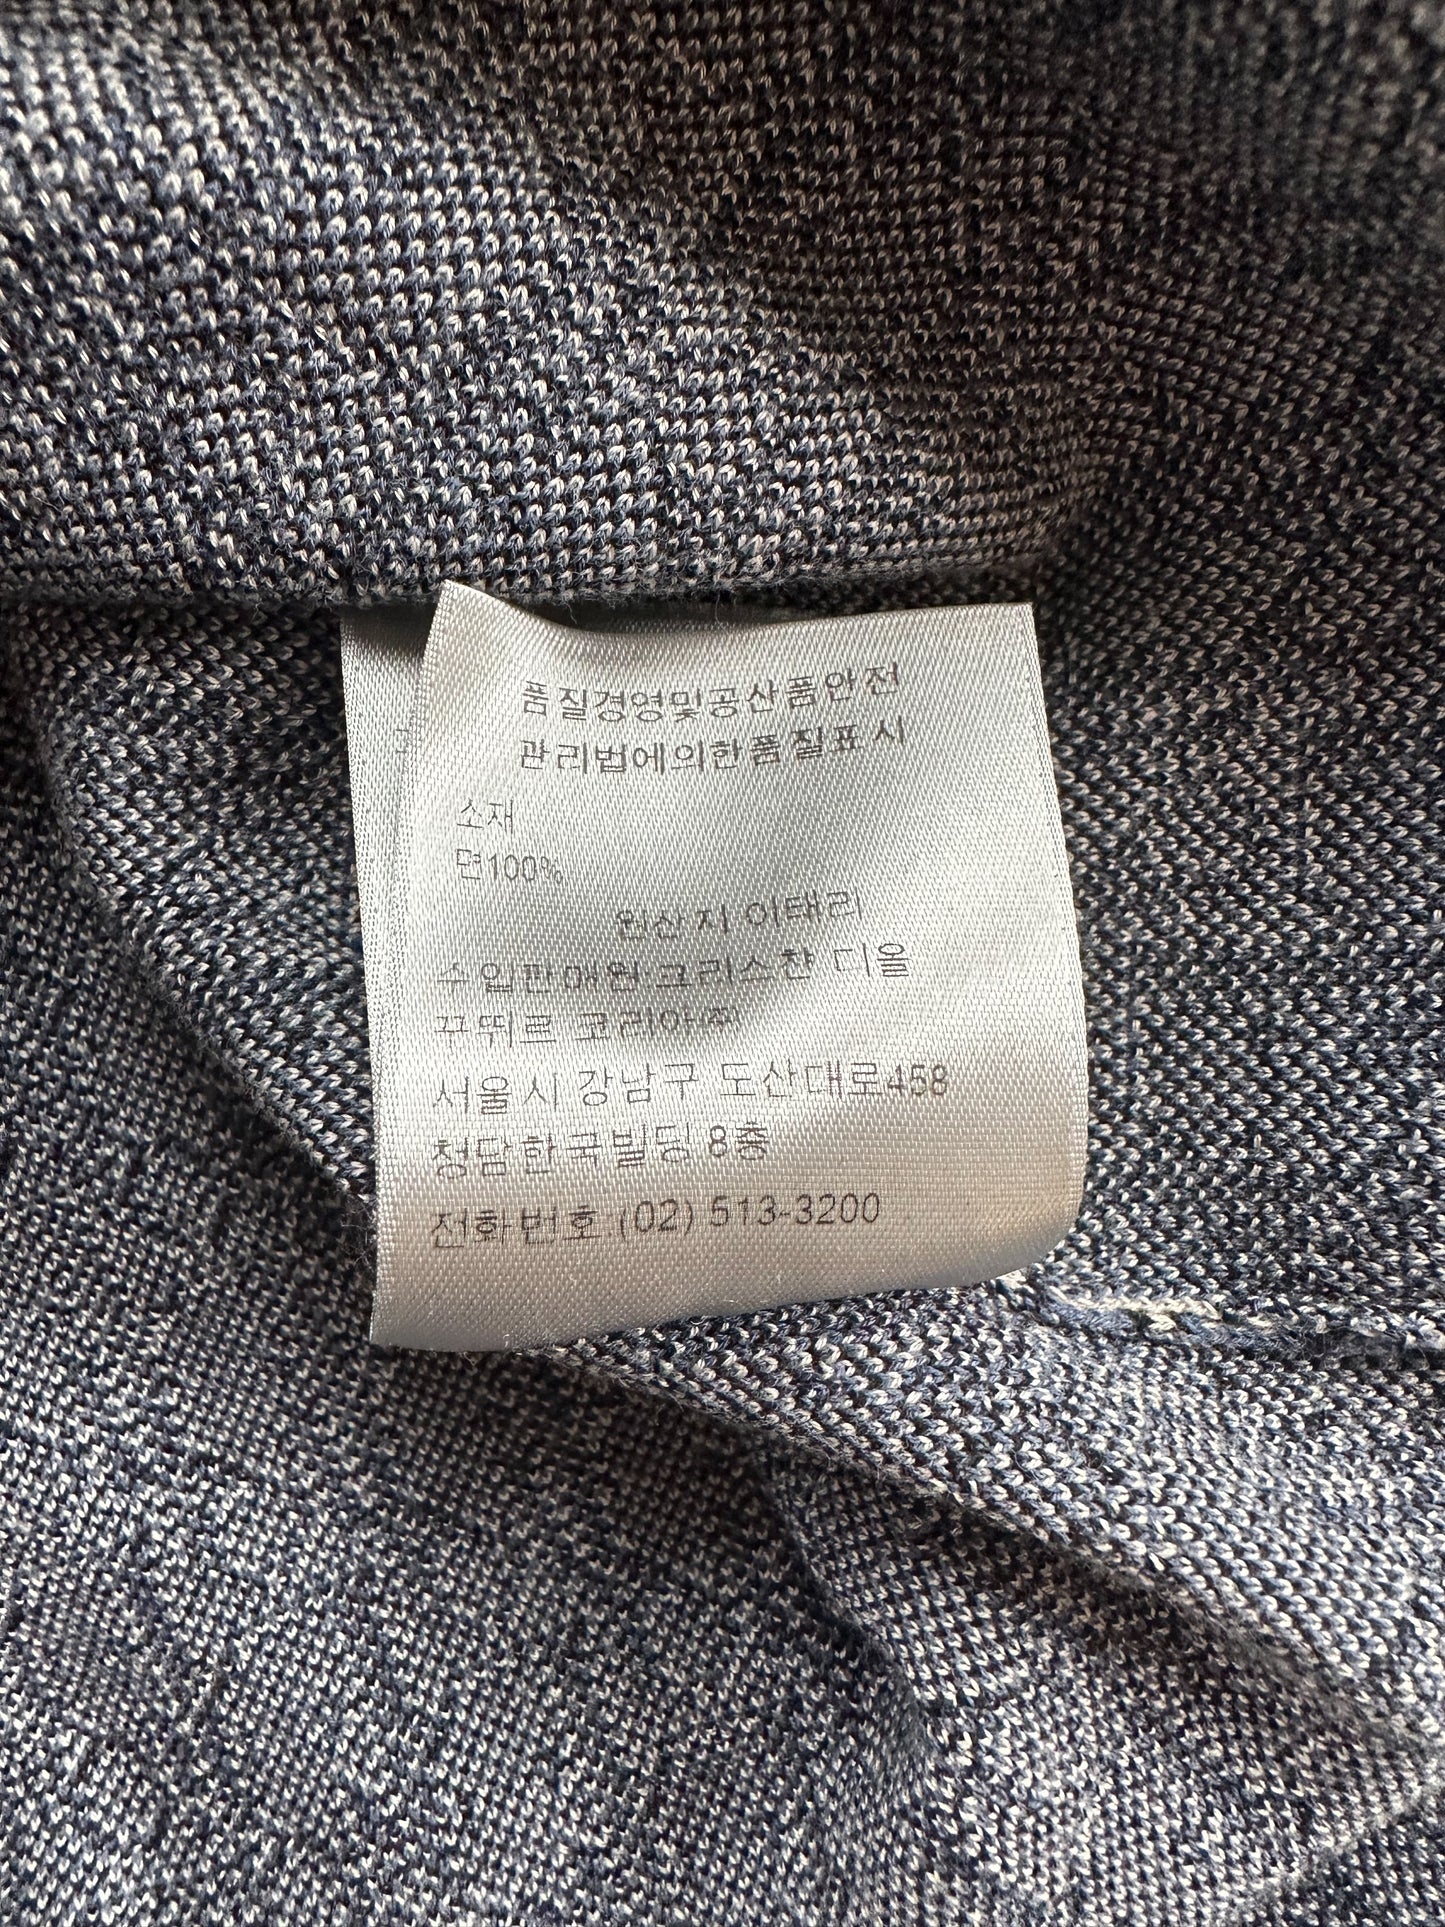 품질경영및공산품안전
관리법에의한품질표시
소재
면100%
원산지 이태리
수입판매원:크리스챤 디올
꾸뛰르 코리아㈜
서울시 강남구 도산대로458
청담한국빌딩 8층
전화번호:(02) 513-3200